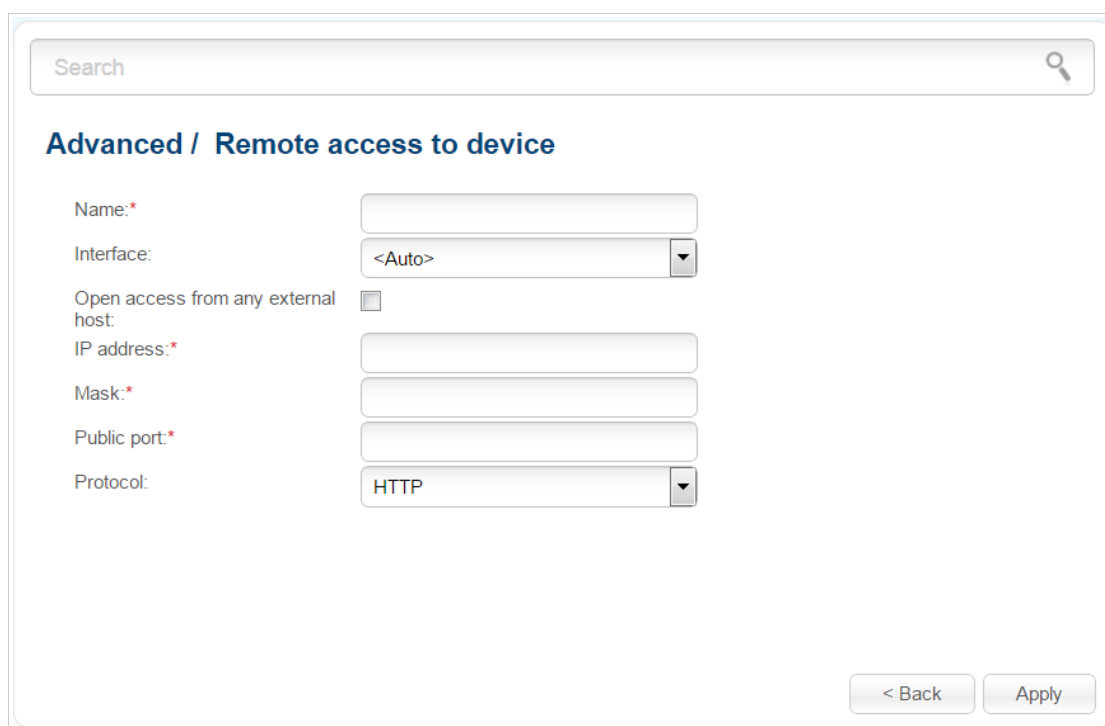 Search
Advanced /  Remote access to device
Name:*
Interface:
<Auto>
Open access from any external
host:
IP address:*
Mask:*
Public port:*
Protocol:
HTTP
< Back
Apply